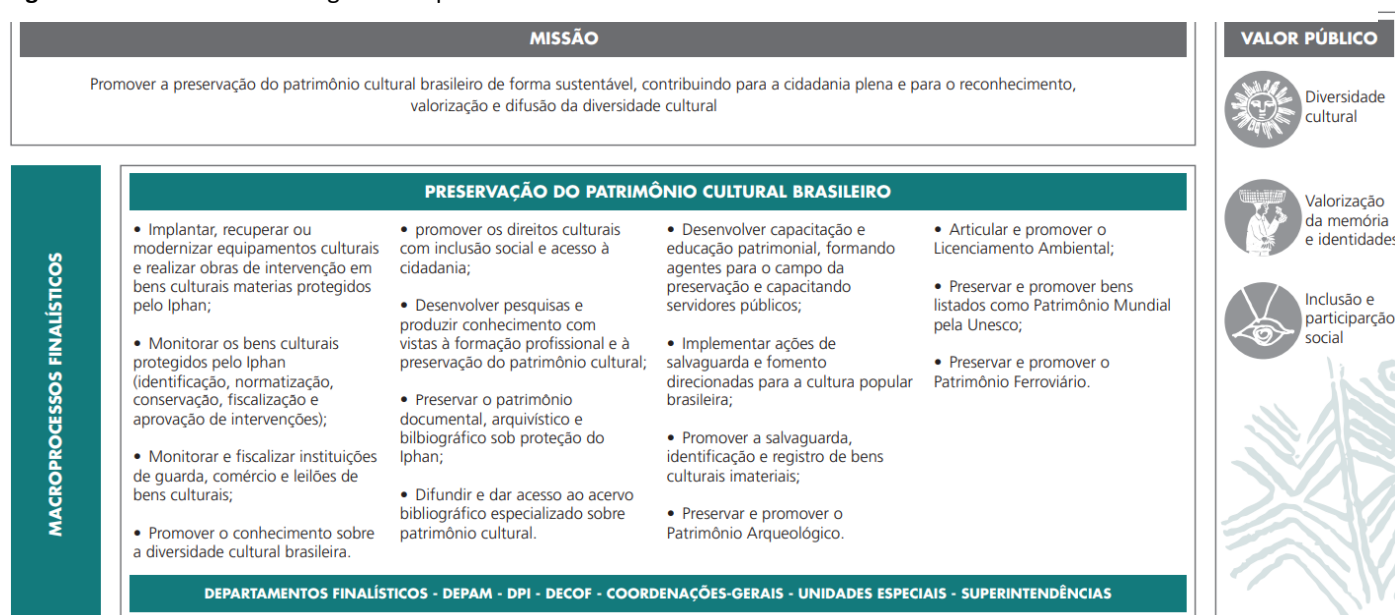 MISSÃO
Promover a preservação do patrimônio cultural brasileiro de forma sustentável, contribuindo para a cidadania plena e para o reconhecimento,
valorização e difusão da diversidade cultural
VALOR PÚBLICO
Diversidade
cultural
Valorização
da memória
e identidades
Inclusão e
participarção
social
MACROPROCESSOS FINALÍSTICOS
PRESERVAÇÃO DO PATRIMÔNIO CULTURAL BRASILEIRO
• Implantar, recuperar ou
modernizar equipamentos culturais
e realizar obras de intervenção em
bens culturais materias protegidos
pelo Iphan;
• Monitorar os bens culturais
protegidos pelo Iphan
(identificação, normatização,
conservação, fiscalização e
aprovação de intervenções);
• Monitorar e fiscalizar instituições
de guarda, comércio e leilões de
bens culturais;
• Promover o conhecimento sobre
a diversidade cultural brasileira.
• promover os direitos culturais
com inclusão social e acesso à
cidadania;
• Desenvolver pesquisas e
produzir conhecimento com
vistas à formação profissional e à
preservação do patrimônio cultural;
• Preservar o patrimônio
documental, arquivístico e
bilbiográfico sob proteção do
Iphan;
• Difundir e dar acesso ao acervo
bibliográfico especializado sobre
patrimônio cultural.
• Desenvolver capacitação e
educação patrimonial, formando
agentes para o campo da
preservação e capacitando
servidores públicos;
• Implementar ações de
salvaguarda e fomento
direcionadas para a cultura popular
brasileira;
• Promover a salvaguarda,
identificação e registro de bens
culturais imateriais;
• Preservar e promover o
Patrimônio Arqueológico.
• Articular e promover o
Licenciamento Ambiental;
• Preservar e promover bens
listados como Patrimônio Mundial
pela Unesco;
• Preservar e promover o
Patrimônio Ferroviário.
DEPARTAMENTOS FINALÍSTICOS - DEPAM - DPI - DECOF - COORDENAÇÕES-GERAIS - UNIDADES ESPECIAIS - SUPERINTENDÊNCIAS